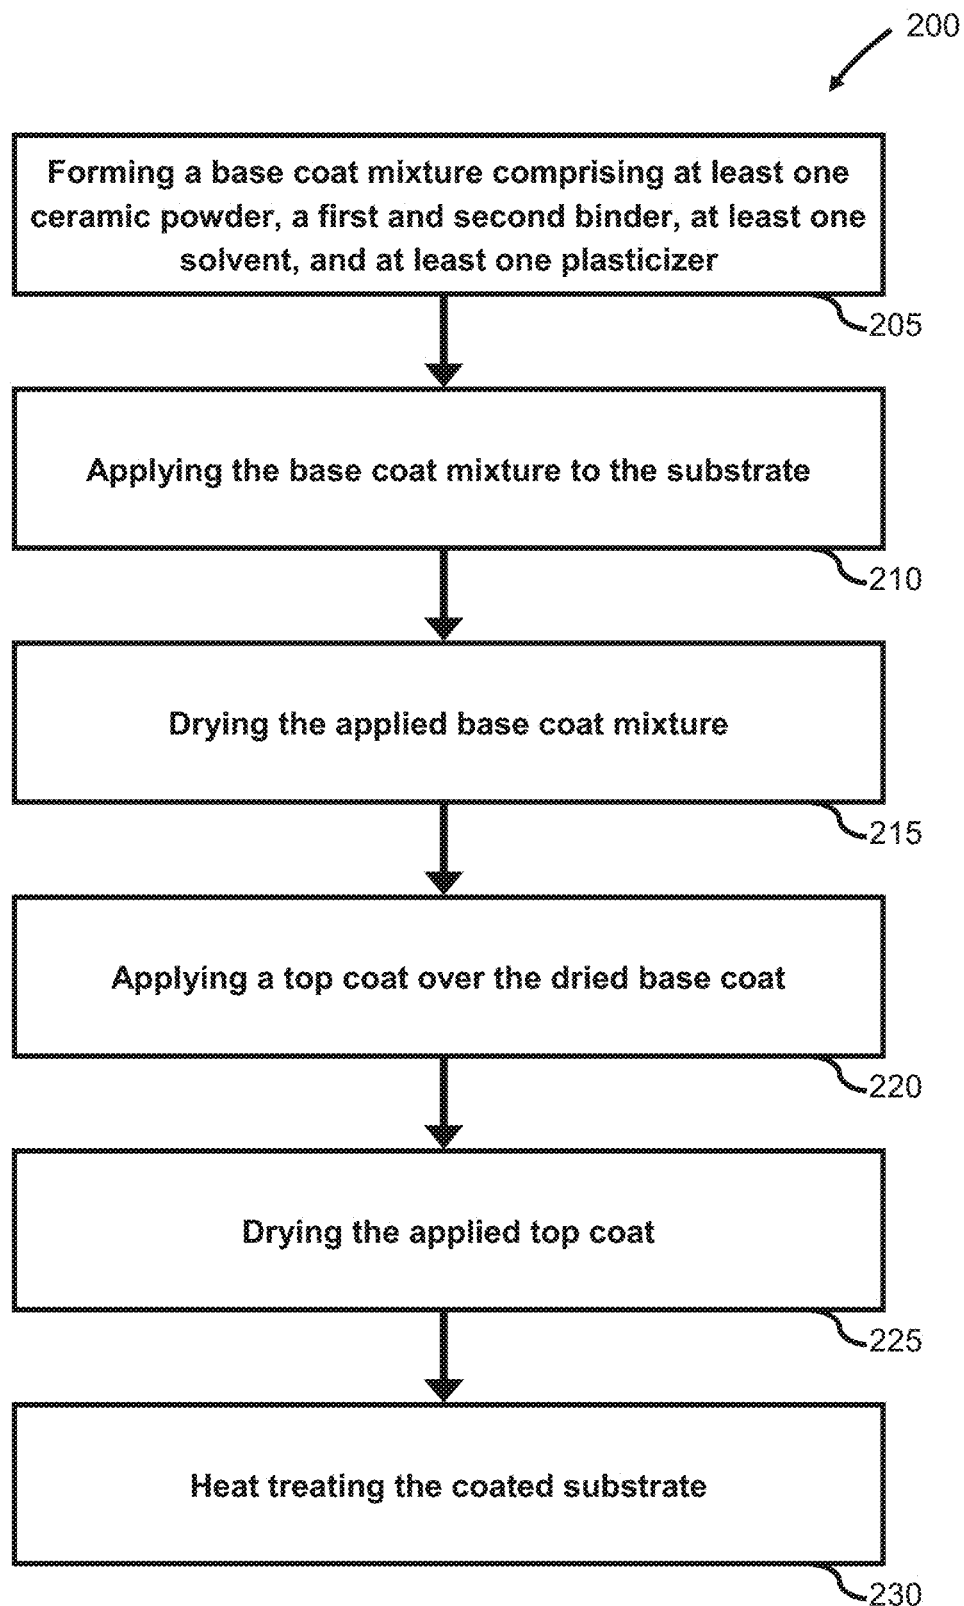 200
Forming a base coat mixture comprising at least one
ceramic powder, a first and second binder, at least one
solvent, and at least one plasticizer
205
Applying the base coat mixture to the substrate
210
Drying the applied base coat mixture
215
Applying a top coat over the dried base coat
220
Drying the applied top coat
225
Heat treating the coated substrate
230